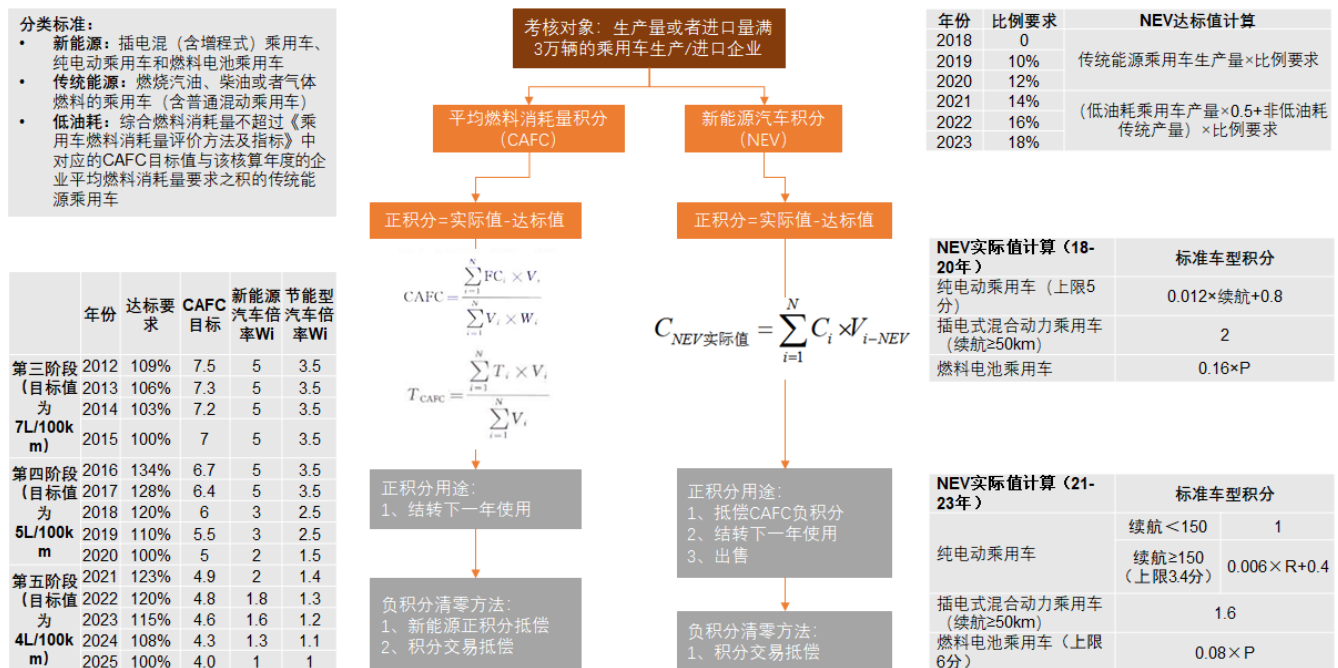 分类标准：
• 新能源：插电混（含增程式）乘用车、
纯电动乘用车和燃料电池乘用车
• 传统能源：燃烧汽油、柴油或者气体
燃料的乘用车（含普通混动乘用车）
• 低油耗：综合燃料消耗量不超过《乘
用车燃料消耗量评价方法及指标》中
对应的CAFC目标值与该核算年度的企
业平均燃料消耗量要求之积的传统能
源乘用车
年份 达标要求 CAFC目标 新能源汽车倍率Wi 节能型汽车倍率Wi
第三阶段（目标值为7L/100km）
2012 109% 7.5 5 3.5
2013 106% 7.3 5 3.5
2014 103% 7.2 5 3.5
2015 100% 7 5 3.5
第四阶段（目标值为5L/100km
2016 134% 6.7 5 3.5
2017 128% 6.4 5 3.5
2018 120% 6 3 2.5
2019 110% 5.5 3 2.5
2020 100% 5 2 1.5
第五阶段（目标值为4L/100km）
2021 123% 4.9 2 1.4
2022 120% 4.8 1.8 1.3
2023 115% 4.6 1.6 1.2
2024 108% 4.3 1.3 1.1
2025 100% 4.0 1 1
考核对象：生产量或者进口量满
3万辆的乘用车生产/进口企业
平均燃料消耗量积分
（CAFC）
正积分=实际值-达标值
CAFC = \frac{\sum_{i=1}^{N} FC_i × V_i}{\sum_{i=1}^{N} V_i × W_i}
T_{CAFC} = \frac{\sum_{i=1}^{N} T_i × V_i}{\sum_{i=1}^{N} V_i}
正积分用途：
1、结转下一年使用
负积分清零方法：
1、新能源正积分抵偿
2、积分交易抵偿
新能源汽车积分
（NEV）
正积分=实际值-达标值
C_{NEV实际值} = \sum_{i=1}^{N} C_i × V_{i-NEV}
正积分用途：
1、抵偿CAFC负积分
2、结转下一年使用
3、出售
负积分清零方法：
1、积分交易抵偿
年份 比例要求 NEV达标值计算
2018 0
2019 10%
2020 12%
传统能源乘用车生产量×比例要求
2021 14%
2022 16%
2023 18%
（低油耗乘用车产量×0.5+非低油耗
传统产量）×比例要求
NEV实际值计算（18-
20年） 标准车型积分
纯电动乘用车（上限5
分） 0.012×续航+0.8
插电式混合动力乘用车
（续航≥50km） 2
燃料电池乘用车 0.16×P
NEV实际值计算（21-
23年） 标准车型积分
纯电动乘用车
续航＜150 1
续航≥150
（上限3.4分） 0.006×R+0.4
插电式混合动力乘用车
（续航≥50km） 1.6
燃料电池乘用车（上限
6分） 0.08×P